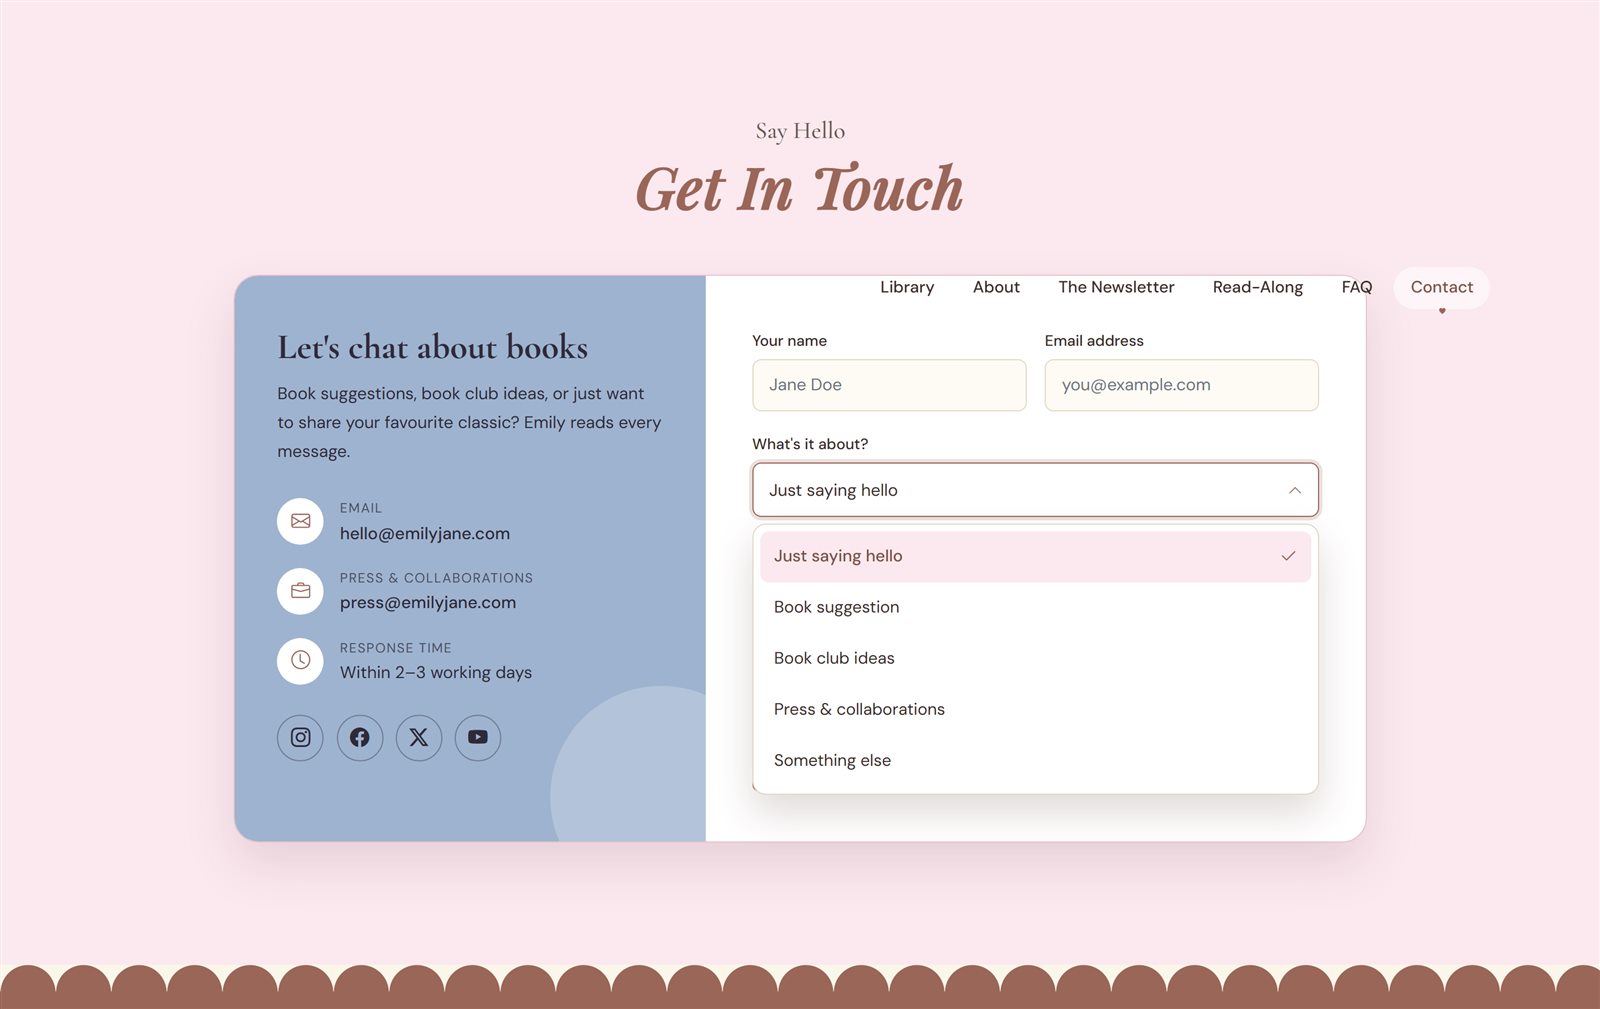 Say Hello
Get In Touch
Library About The Newsletter Read-Along FAQ Contact
Let's chat about books
Book suggestions, book club ideas, or just want
to share your favourite classic? Emily reads every
message.
EMAIL
hello@emilyjane.com
PRESS & COLLABORATIONS
press@emilyjane.com
RESPONSE TIME
Within 2–3 working days
Your name
Jane Doe
Email address
you@example.com
What's it about?
Just saying hello
Just saying hello
Book suggestion
Book club ideas
Press & collaborations
Something else